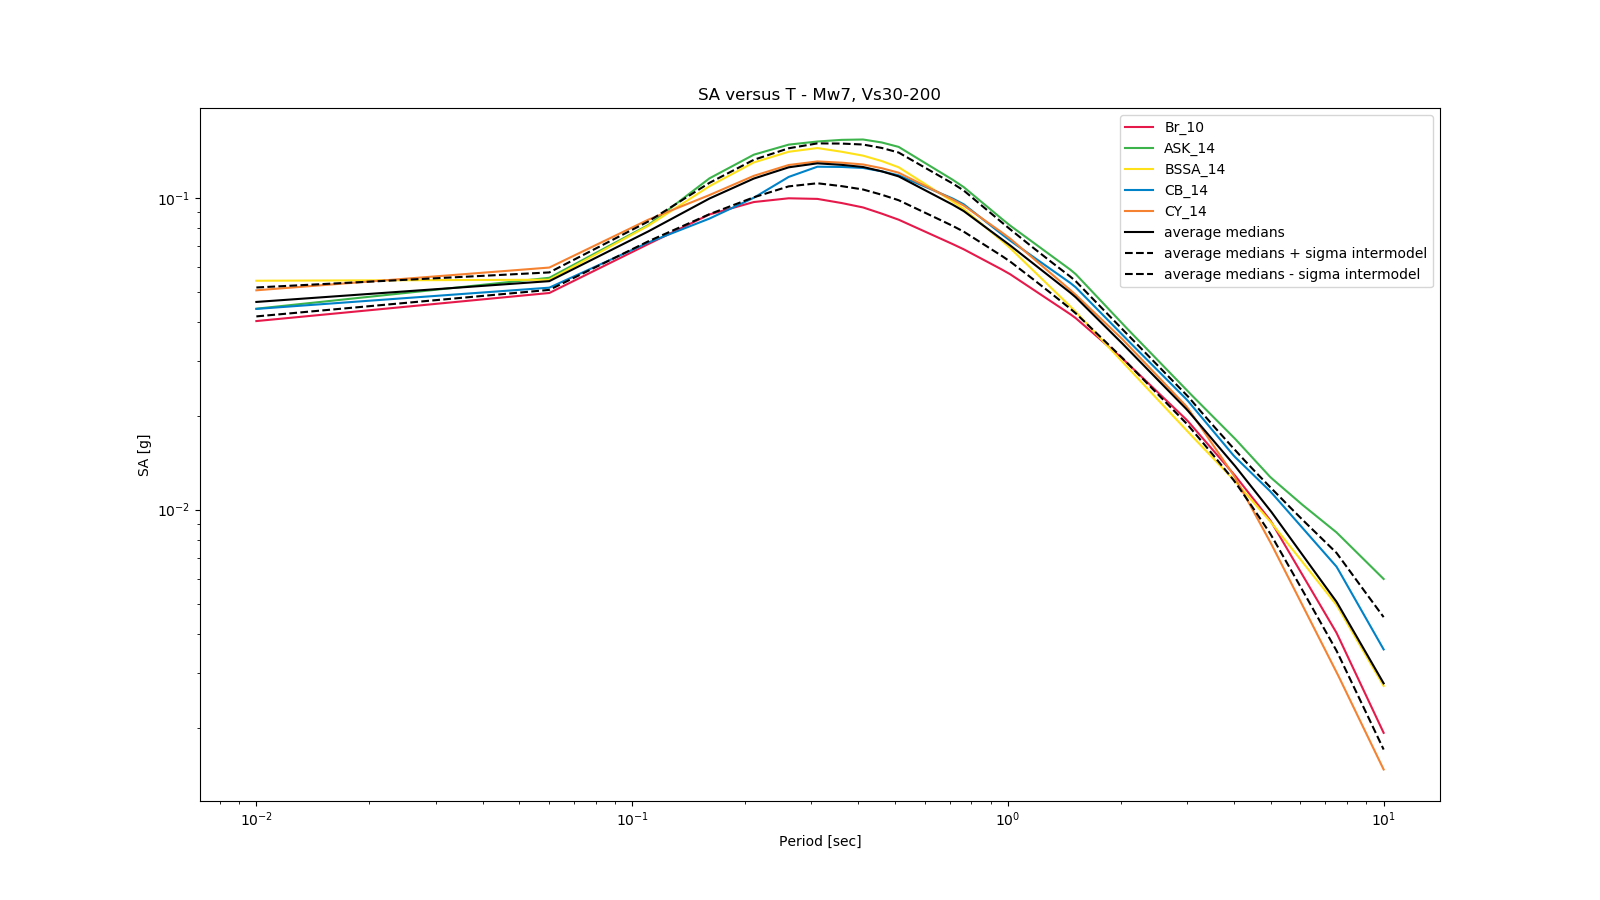 SA versus T - Mw7, Vs30-200
Br_10
ASK_14
BSSA_14
CB_14
CY_14
average medians
average medians + sigma intermodel
average medians - sigma intermodel
10⁻¹
10⁻²
SA [g]
10⁻² 10⁻¹ 10⁰ 10¹
Period [sec]